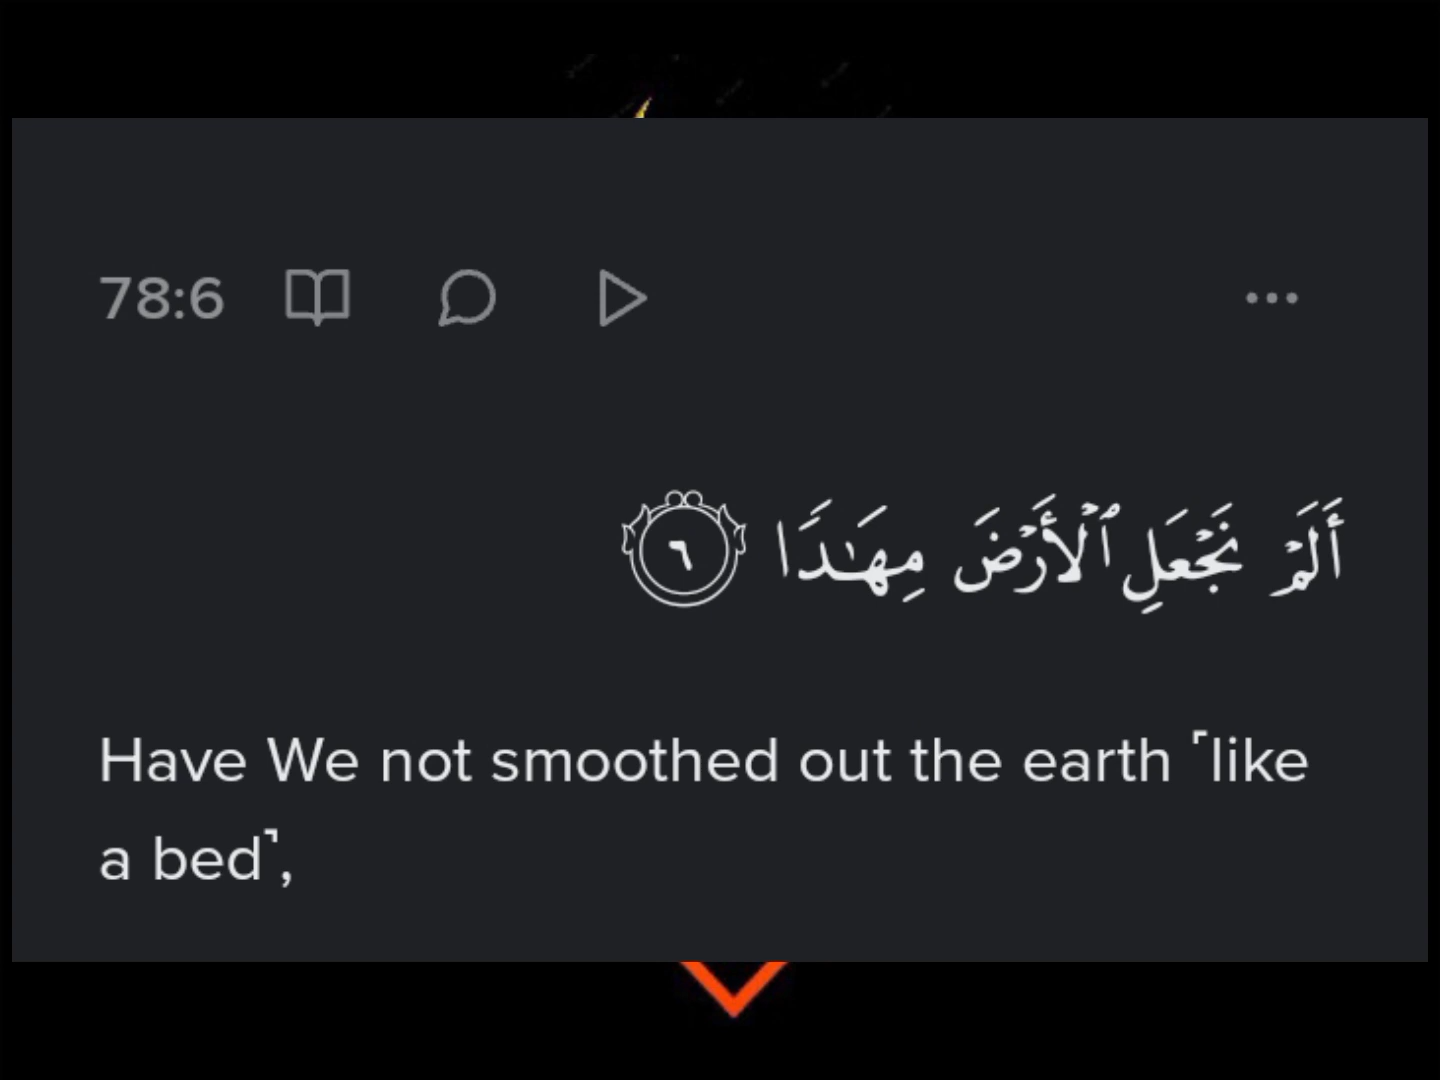 78:6
أَلَمْ نَجْعَلِ ٱلْأَرْضَ مِهَـٰدًا ٦
Have We not smoothed out the earth ˹like
a bed˺,